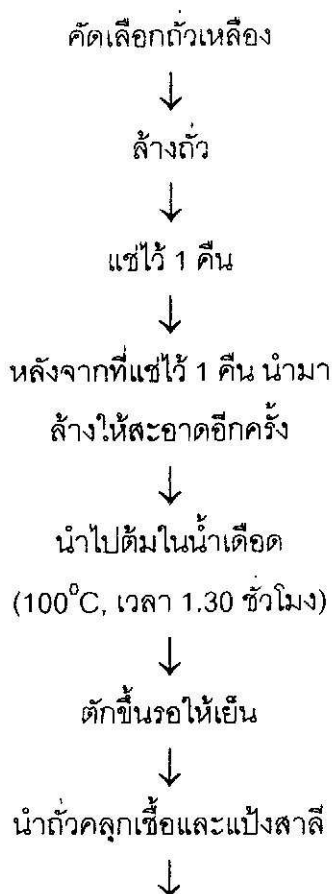 คัดเลือกถั่วเหลือง
↓
ล้างถั่ว
↓
แช่ไว้ 1 คืน
↓
หลังจากที่แช่ไว้ 1 คืน นำมา
ล้างให้สะอาดอีกครั้ง
↓
นำไปต้มในน้ำเดือด
(100°C, เวลา 1.30 ชั่วโมง)
↓
ตักขึ้นรอให้เย็น
↓
นำถั่วคลุกเชื้อและแป้งสาลี
↓